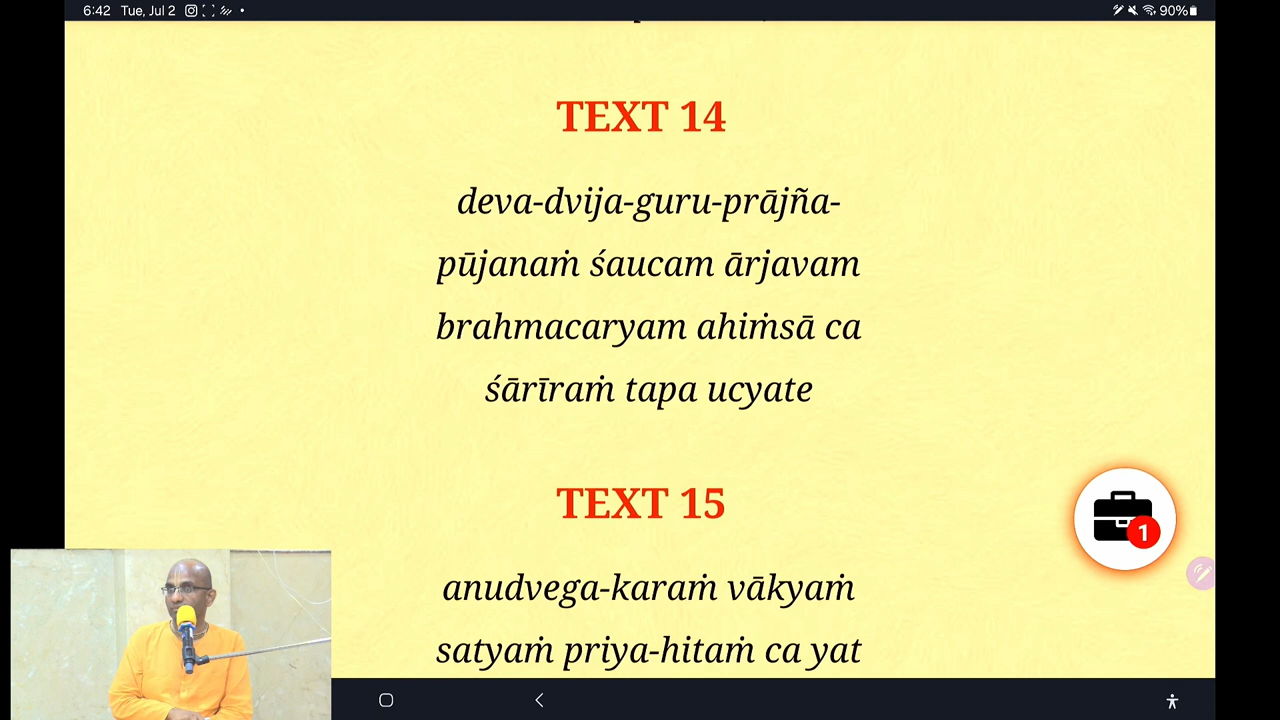 6:42 Tue, Jul 2
90%
TEXT 14
deva-dvija-guru-prājña-
pūjanaṁ śaucam ārjavam
brahmacaryam ahiṁsā ca
śārīraṁ tapa ucyate
TEXT 15
1
anudvega-karaṁ vākyaṁ
satyaṁ priya-hitaṁ ca yat